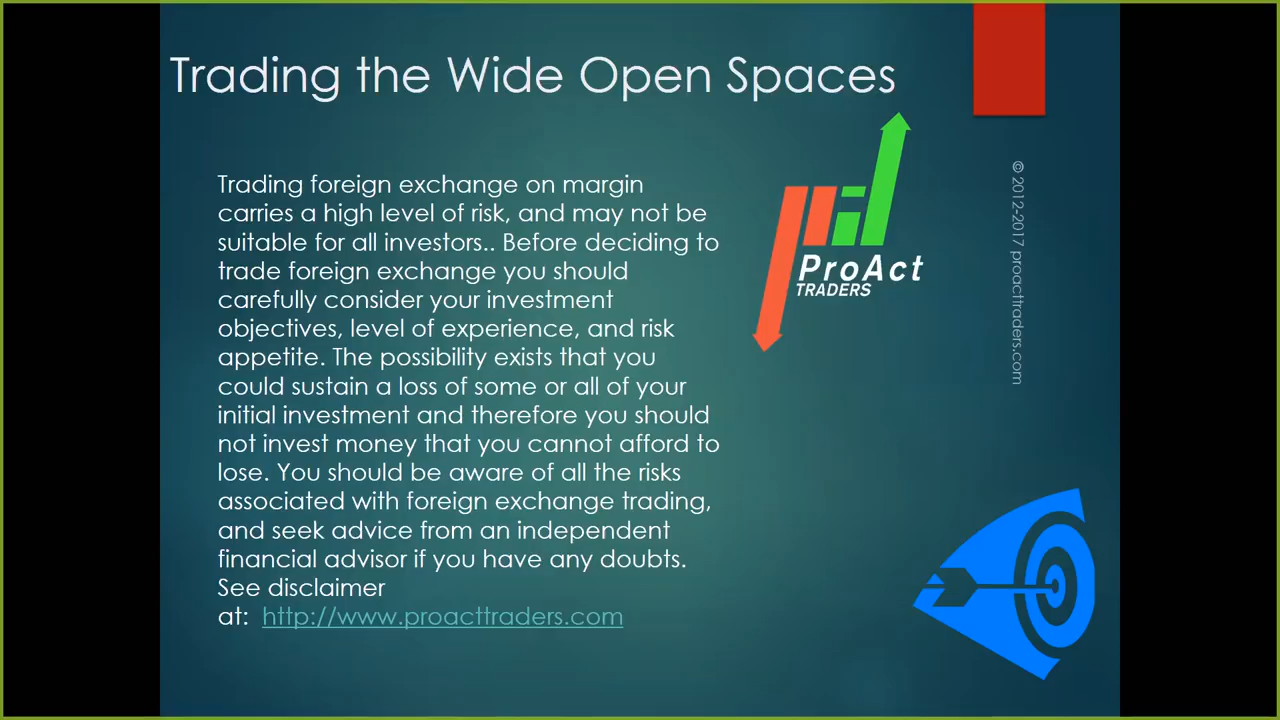 Trading the Wide Open Spaces
Trading foreign exchange on margin
carries a high level of risk, and may not be
suitable for all investors.. Before deciding to
trade foreign exchange you should
carefully consider your investment
objectives, level of experience, and risk
appetite. The possibility exists that you
could sustain a loss of some or all of your
initial investment and therefore you should
not invest money that you cannot afford to
lose. You should be aware of all the risks
associated with foreign exchange trading,
and seek advice from an independent
financial advisor if you have any doubts.
See disclaimer
at: http://www.proacttraders.com
ProAct
TRADERS
© 2012-2017 proacttraders.com